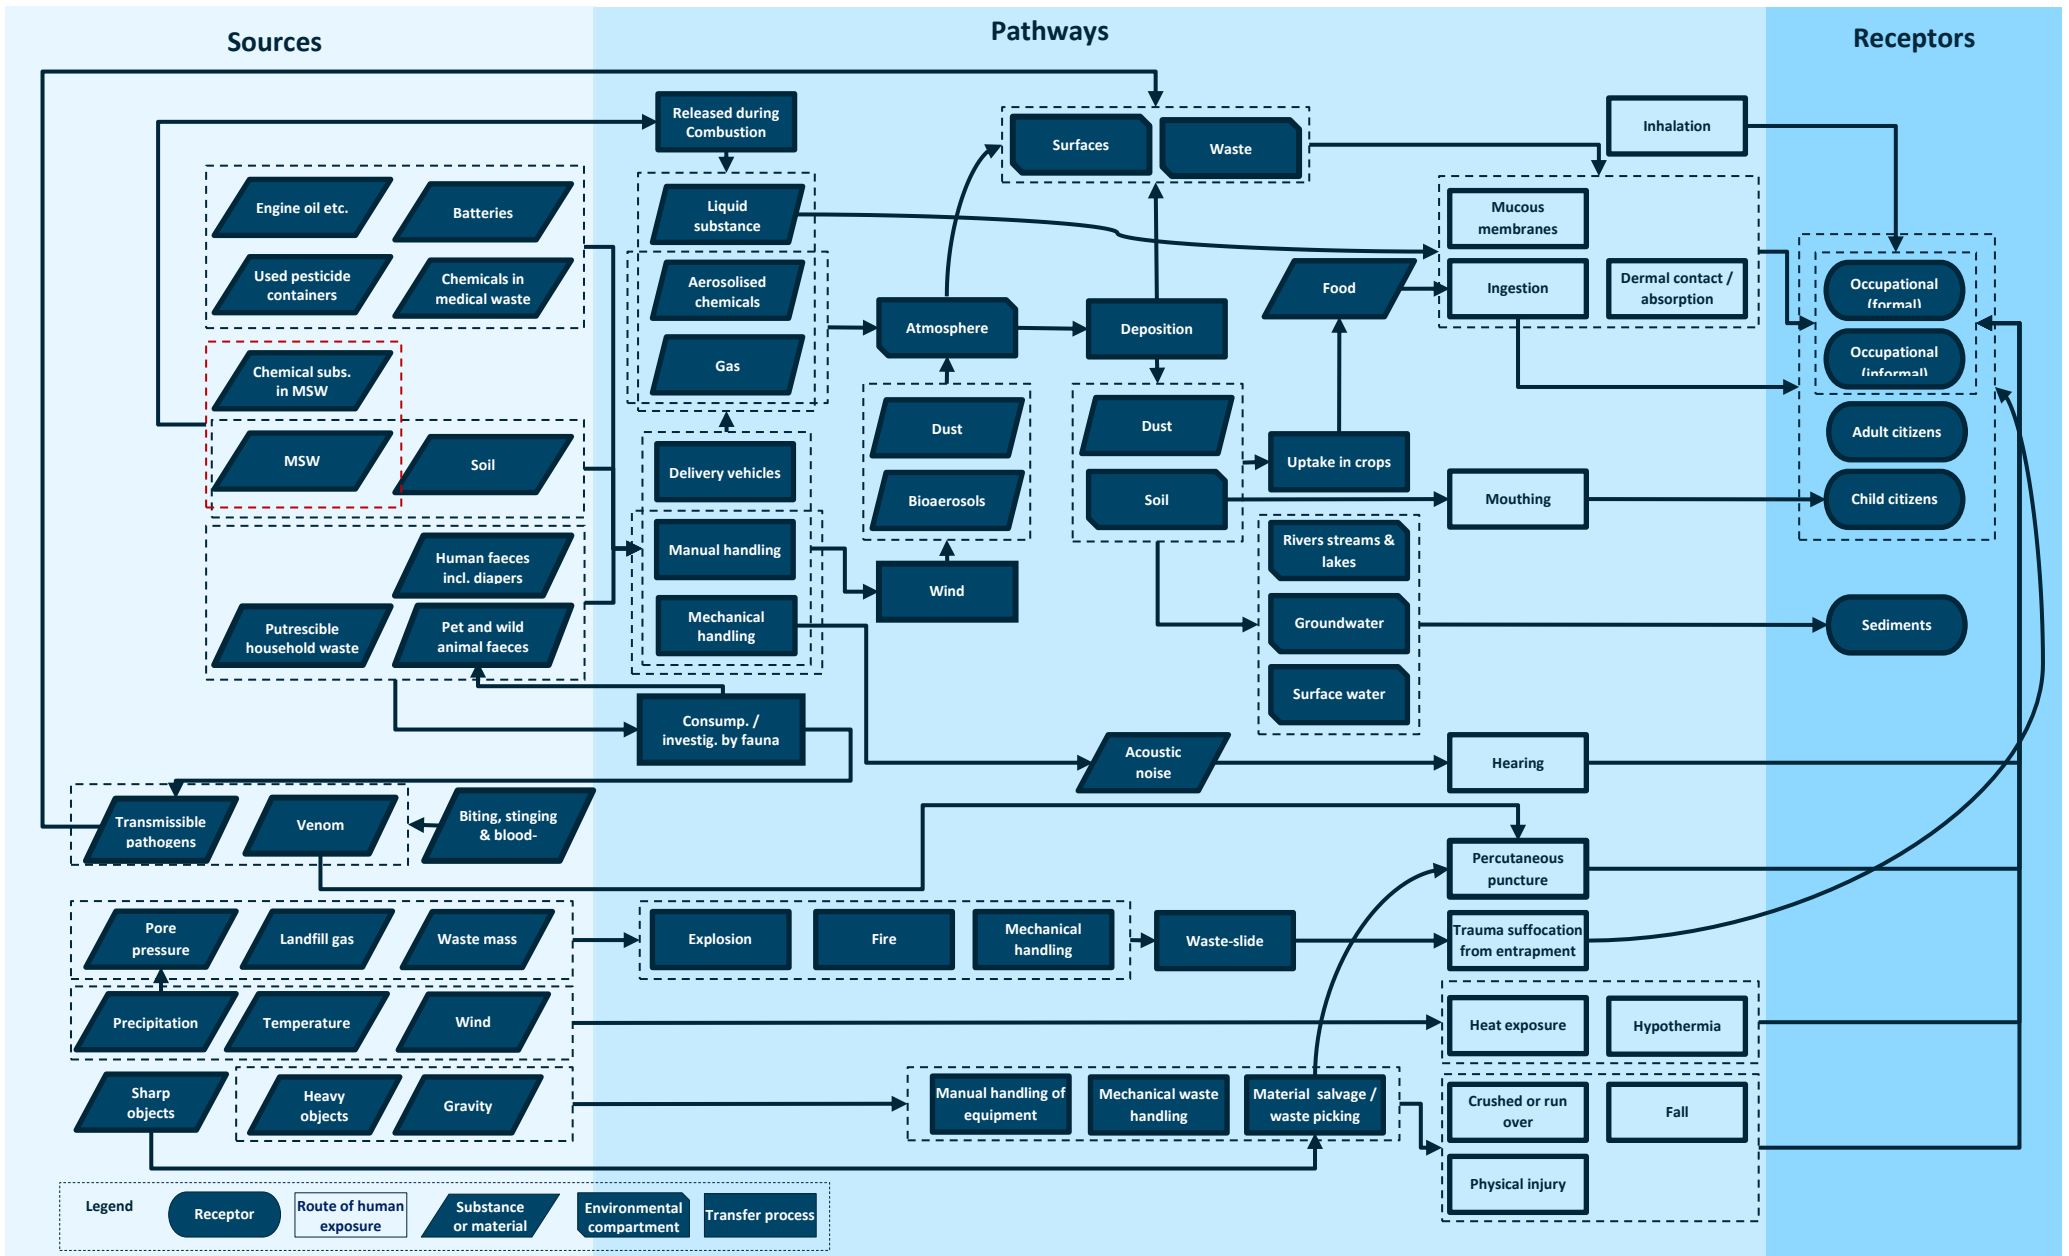 Sources
Pathways
Receptors
Released during
Combustion
Surfaces
Waste
Inhalation
Engine oil etc.
Batteries
Used pesticide
containers
Chemicals in
medical waste
Liquid
substance
Aerosolised
chemicals
Gas
Mucous
membranes
Ingestion
Dermal contact /
absorption
Food
Atmosphere
Deposition
Occupational
(formal)
Occupational
(informal)
Adult citizens
Child citizens
Chemical subs.
in MSW
MSW
Soil
Delivery vehicles
Manual handling
Mechanical
handling
Dust
Bioaerosols
Wind
Dust
Soil
Uptake in crops
Mouthing
Rivers streams &
lakes
Groundwater
Surface water
Sediments
Human faeces
incl. diapers
Putrescible
household waste
Pet and wild
animal faeces
Consump. /
investig. by fauna
Acoustic
noise
Hearing
Transmissible
pathogens
Venom
Biting, stinging
& blood-
Percutaneous
puncture
Pore
pressure
Landfill gas
Waste mass
Explosion
Fire
Mechanical
handling
Waste-slide
Trauma suffocation
from entrapment
Precipitation
Temperature
Wind
Heat exposure
Hypothermia
Sharp
objects
Heavy
objects
Gravity
Manual handling of
equipment
Mechanical waste
handling
Material salvage /
waste picking
Crushed or run
over
Fall
Physical injury
Legend
Receptor
Route of human
exposure
Substance
or material
Environmental
compartment
Transfer process